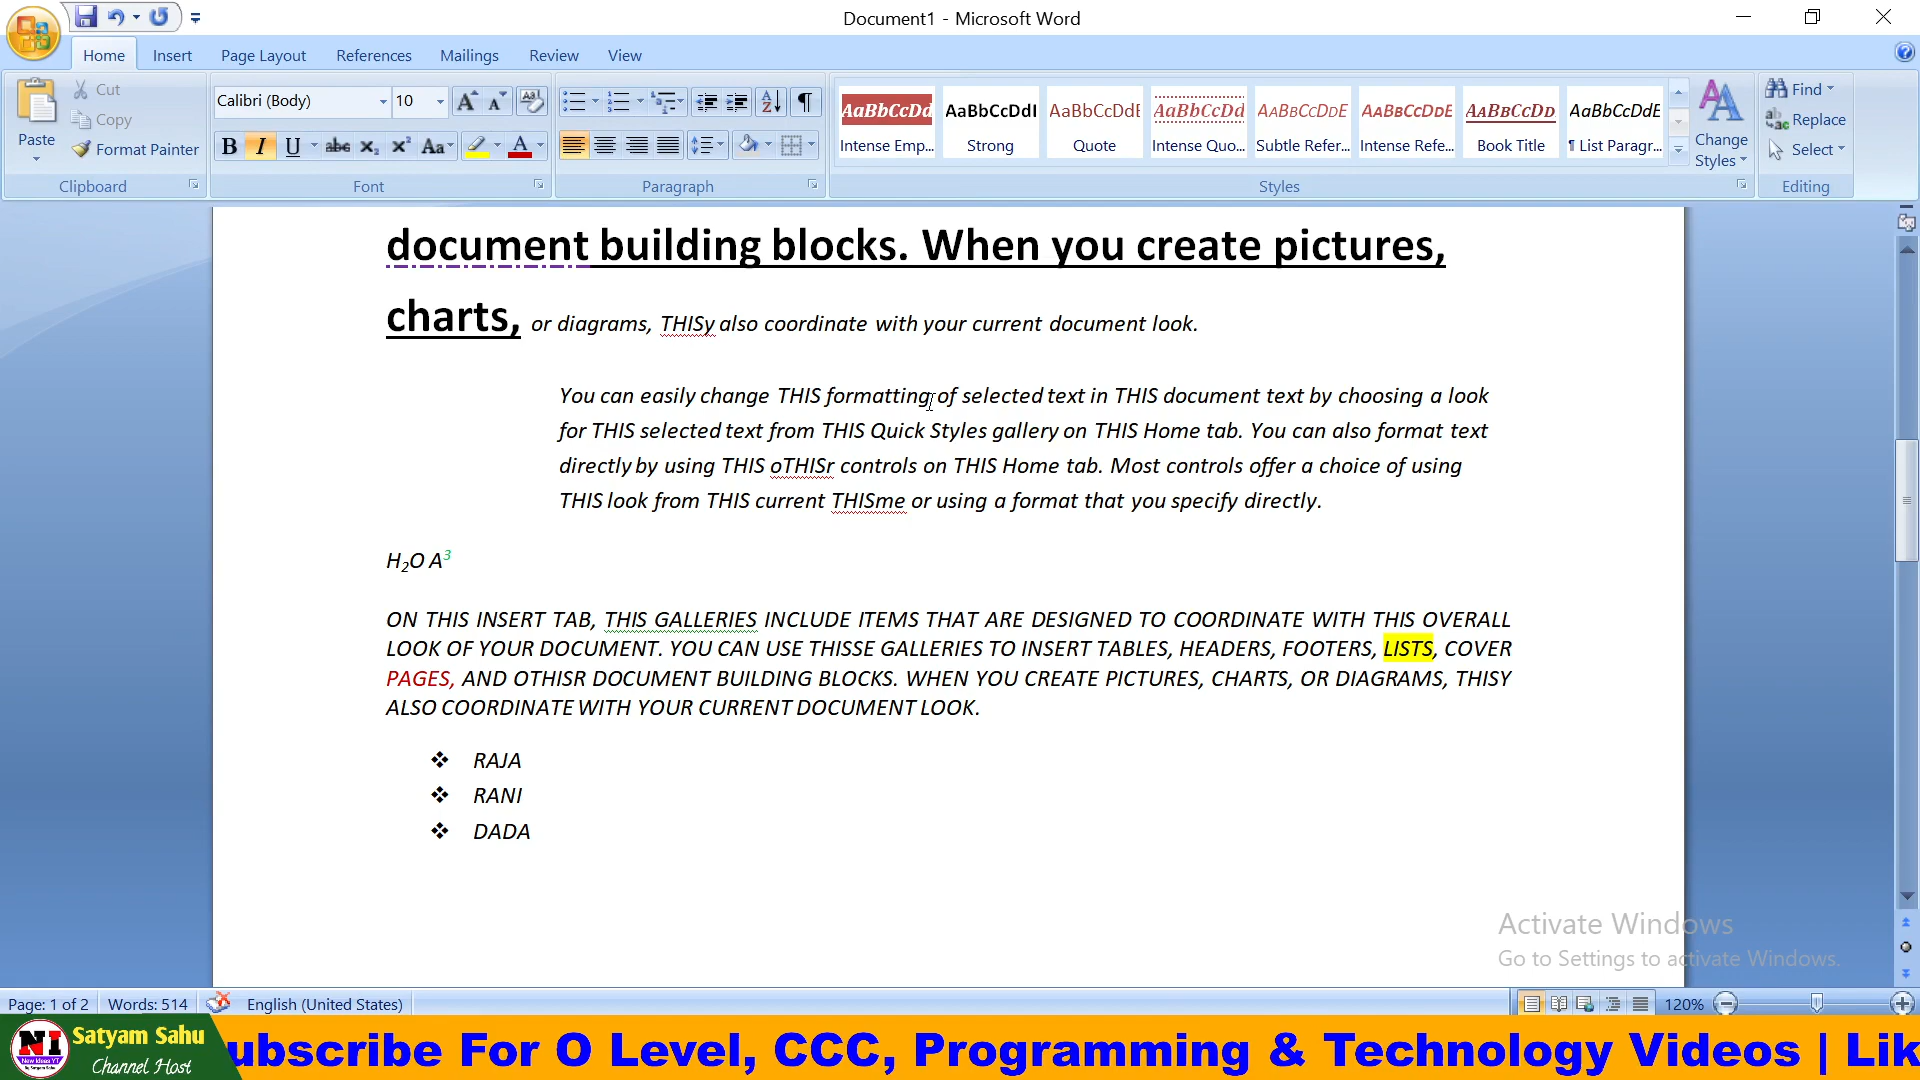 Document1 - Microsoft Word
Home Insert Page Layout References Mailings Review View
Paste
Cut
Copy
Format Painter
Clipboard
Calibri (Body) 10
Font
Paragraph
AaBbCcDd AaBbCcDdI AaBbCcDdE AaBbCcDd AaBbCcDdE AaBbCcDdE AaBbCcDd AaBbCcDdE
Intense Emp... Strong Quote Intense Quo... Subtle Refer... Intense Refe... Book Title ¶ List Paragr...
Change
Styles
Styles
Find
Replace
Select
Editing
document building blocks. When you create pictures,
charts, or diagrams, THISy also coordinate with your current document look.
You can easily change THIS formatting of selected text in THIS document text by choosing a look
for THIS selected text from THIS Quick Styles gallery on THIS Home tab. You can also format text
directly by using THIS oTHISr controls on THIS Home tab. Most controls offer a choice of using
THIS look from THIS current THISme or using a format that you specify directly.
H₂O A³
ON THIS INSERT TAB, THIS GALLERIES INCLUDE ITEMS THAT ARE DESIGNED TO COORDINATE WITH THIS OVERALL
LOOK OF YOUR DOCUMENT. YOU CAN USE THISSE GALLERIES TO INSERT TABLES, HEADERS, FOOTERS, LISTS, COVER
PAGES, AND OTHISR DOCUMENT BUILDING BLOCKS. WHEN YOU CREATE PICTURES, CHARTS, OR DIAGRAMS, THISY
ALSO COORDINATE WITH YOUR CURRENT DOCUMENT LOOK.
❖ RAJA
❖ RANI
❖ DADA
Activate Windows
Go to Settings to activate Windows.
Page: 1 of 2 Words: 514 English (United States) 120%
Satyam Sahu
Channel Host
ubscribe For O Level, CCC, Programming & Technology Videos | Lik